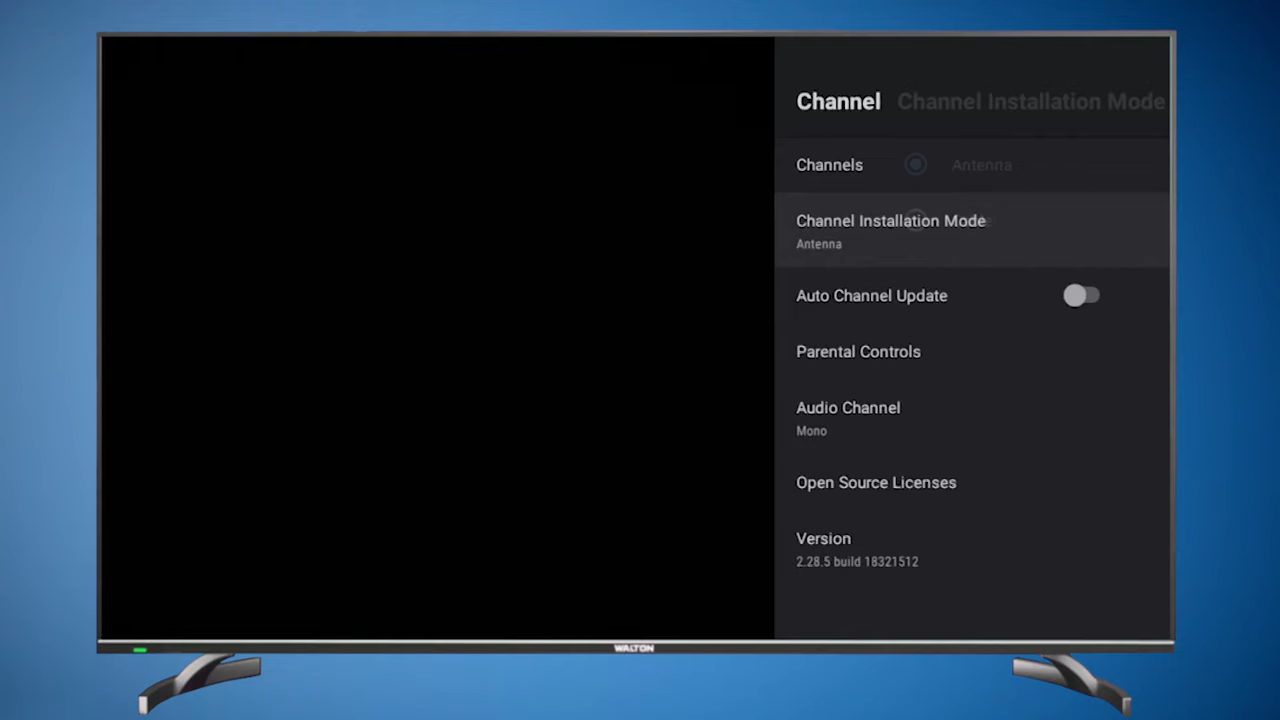 Channel Channel Installation Mode
Channels Antenna
Channel Installation Mode
Antenna
Auto Channel Update
Parental Controls
Audio Channel
Mono
Open Source Licenses
Version
2.28.5 build 18321512
WALTON